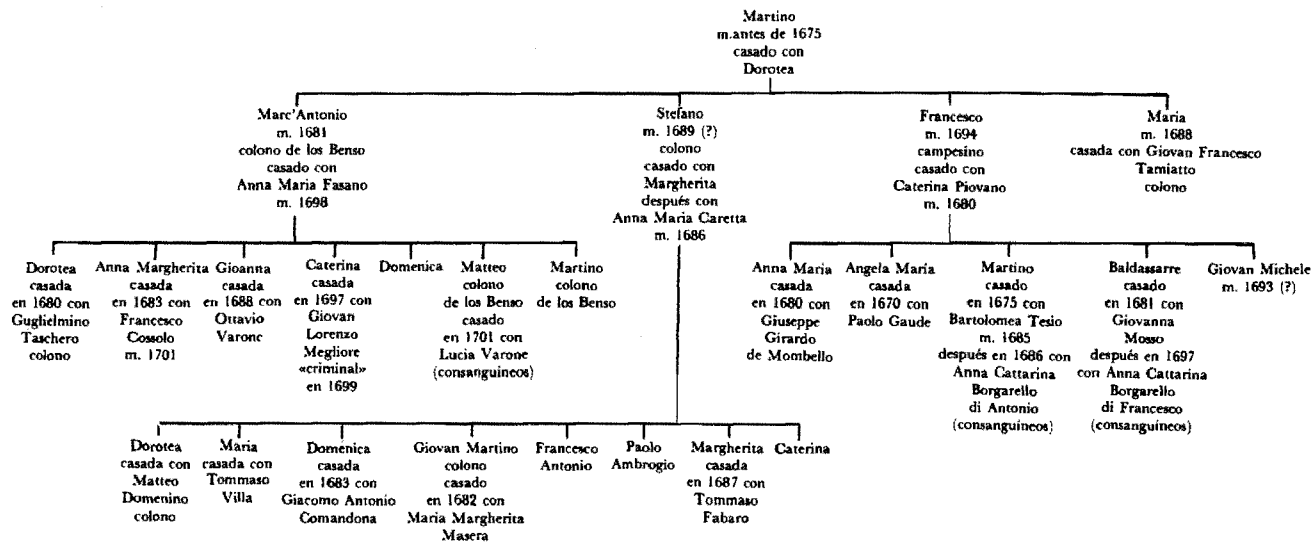 Martino
m.antes de 1675
casado con
Dorotea
Marc'Antonio
m. 1681
colono de los Benso
casado con
Anna Maria Fasano
m. 1698
Stefano
m. 1689 (?)
colono
casado con
Margherita
después con
Anna Maria Caretta
m. 1686
Francesco
m. 1694
campesino
casado con
Caterina Piovano
m. 1680
Maria
m. 1688
casada con Giovan Francesco
Tamiatto
colono
Dorotea
casada
en 1680 con
Guglielmino
Taschero
colono
Anna Margherita
casada
en 1683 con
Francesco
Cossolo
m. 1701
Gioanna
casada
en 1688 con
Ottavio
Varone
Caterina
casada
en 1697 con
Giovan
Lorenzo
Megliore
«criminal»
en 1699
Domenica
Matteo
colono
de los Benso
casado
en 1701 con
Lucia Varone
(consanguíneos)
Martino
colono
de los Benso
Anna Maria
casada
en 1680 con
Giuseppe
Girardo
de Mombello
Angela María
casada
en 1670 con
Paolo Gaude
Martino
casado
en 1675 con
Bartolomea Tesio
m. 1685
después en 1686 con
Anna Cattarina
Borgarello
di Antonio
(consanguíneos)
Baldassarre
casado
en 1681 con
Giovanna
Mosso
después en 1697
con Anna Cattarina
Borgarello
di Francesco
(consanguíneos)
Giovan Michele
m. 1693 (?)
Dorotea
casada con
Matteo
Domenino
colono
Maria
casada con
Tommaso
Villa
Domenica
casada
en 1683 con
Giacomo Antonio
Comandona
Giovan Martino
colono
casado
en 1682 con
Maria Margherita
Masera
Francesco
Antonio
Paolo
Ambrogio
Margherita
casada
en 1687 con
Tommaso
Fabaro
Caterina